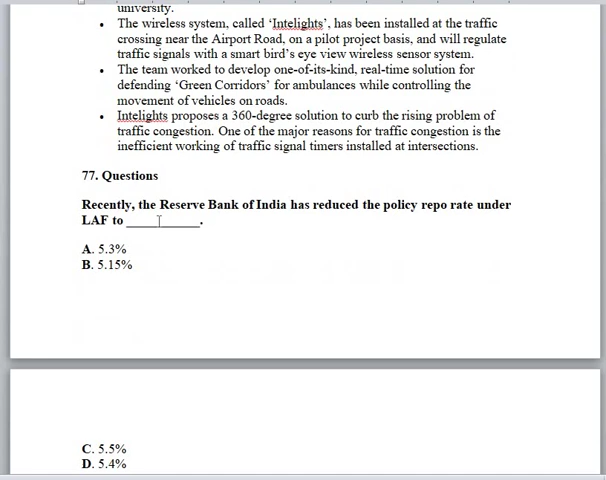 university.
• The wireless system, called ‘Intelights’, has been installed at the traffic
crossing near the Airport Road, on a pilot project basis, and will regulate
traffic signals with a smart bird’s eye view wireless sensor system.
• The team worked to develop one-of-its-kind, real-time solution for
defending ‘Green Corridors’ for ambulances while controlling the
movement of vehicles on roads.
• Intelights proposes a 360-degree solution to curb the rising problem of
traffic congestion. One of the major reasons for traffic congestion is the
inefficient working of traffic signal timers installed at intersections.
77. Questions
Recently, the Reserve Bank of India has reduced the policy repo rate under
LAF to __________.
A. 5.3%
B. 5.15%
C. 5.5%
D. 5.4%